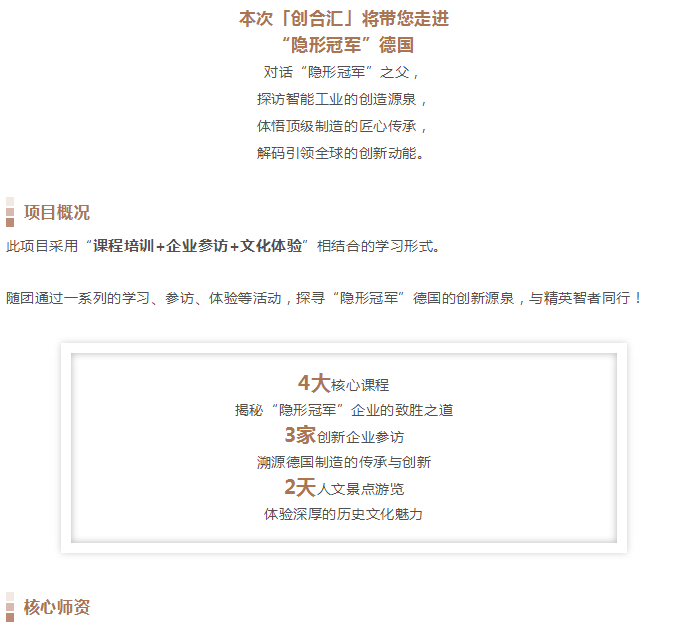 本次「创合汇」将带您走进
“隐形冠军”德国
对话“隐形冠军”之父，
探访智能工业的创造源泉，
体悟顶级制造的匠心传承，
解码引领全球的创新动能。
项目概况
此项目采用“课程培训+企业参访+文化体验”相结合的学习形式。
随团通过一系列的学习、参访、体验等活动，探寻“隐形冠军”德国的创新源泉，与精英智者同行！
4大核心课程
揭秘“隐形冠军”企业的致胜之道
3家创新企业参访
溯源德国制造的传承与创新
2天人文景点游览
体验深厚的历史文化魅力
核心师资